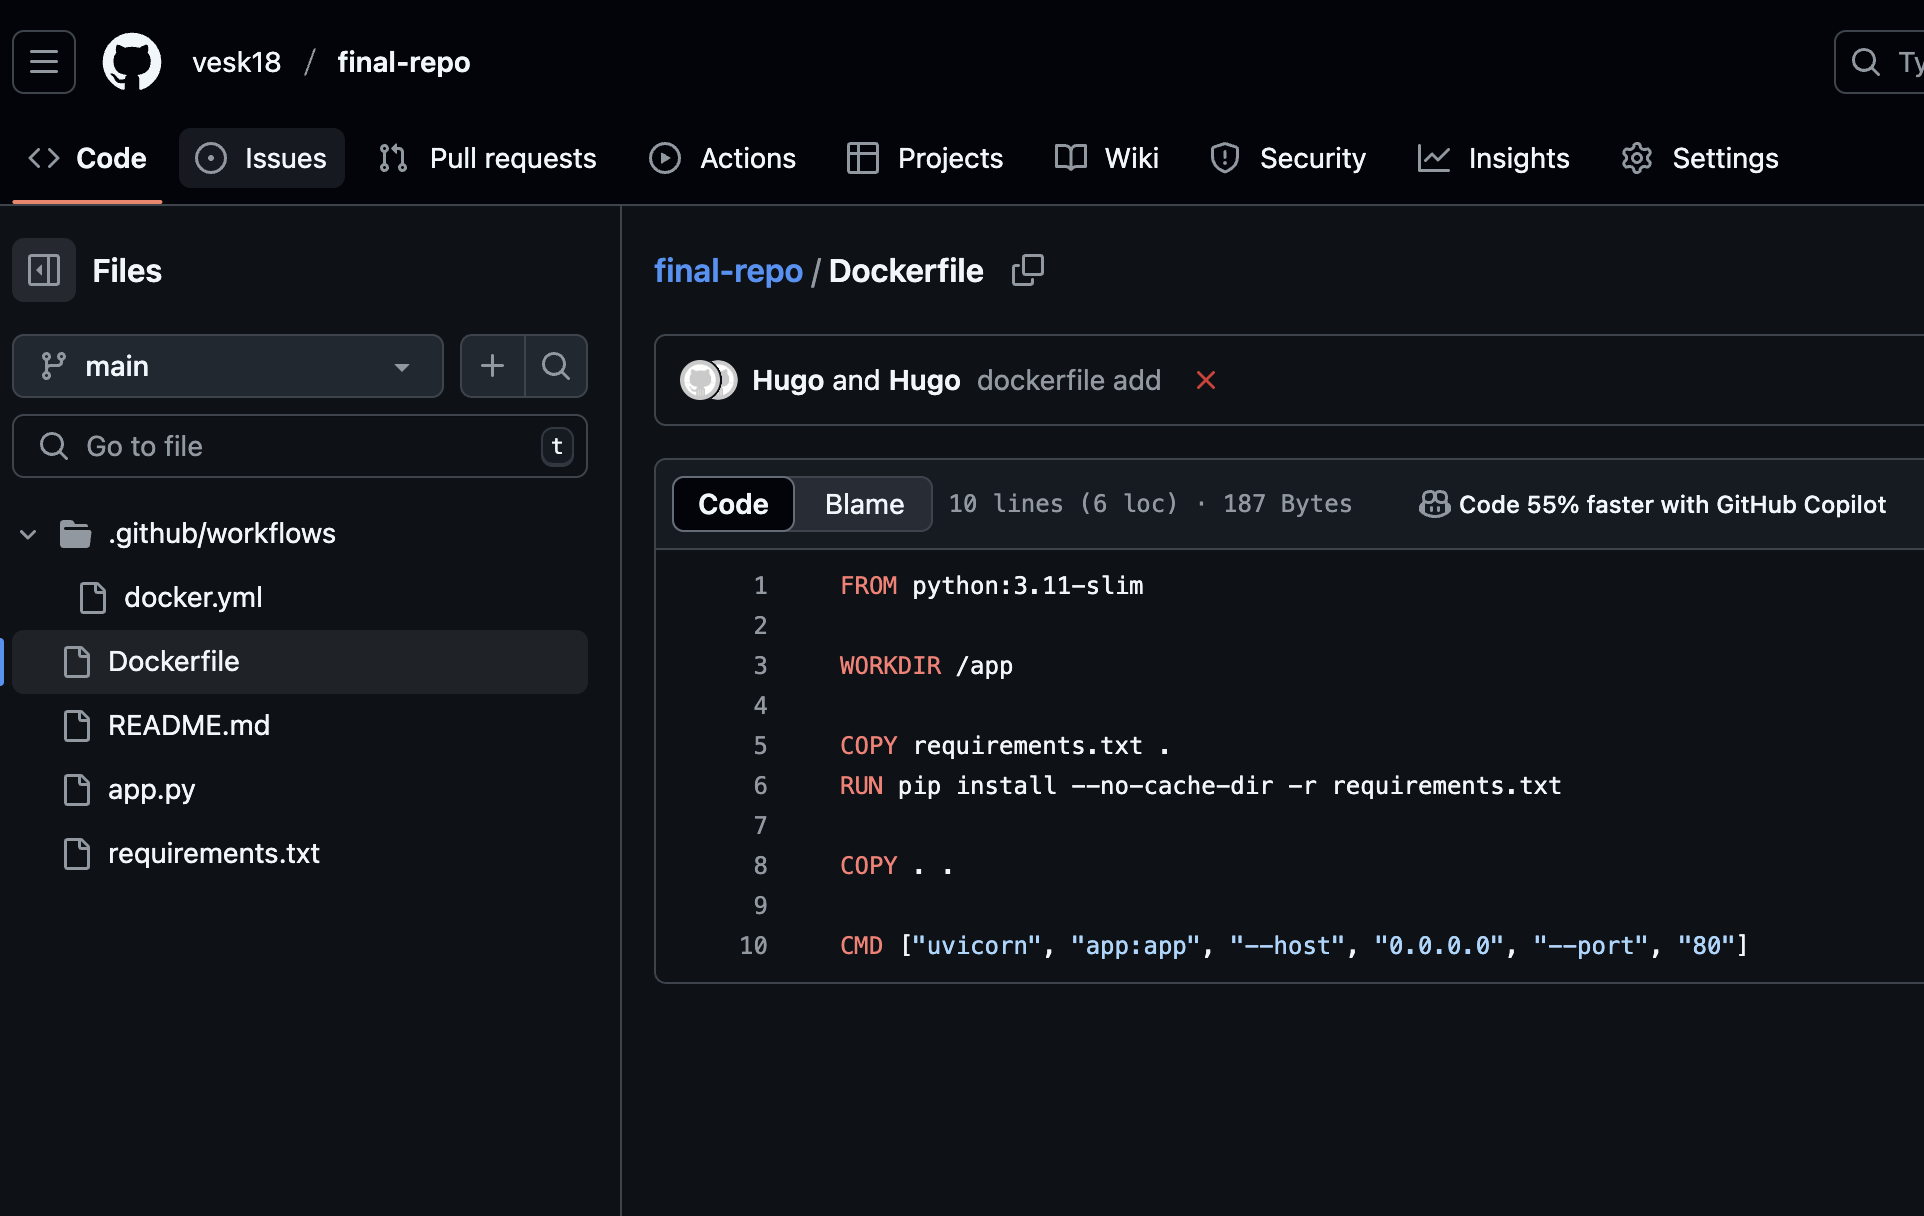 vesk18 / final-repo
Ty
Code Issues Pull requests Actions Projects Wiki Security Insights Settings
Files
main
Go to file t
.github/workflows
docker.yml
Dockerfile
README.md
app.py
requirements.txt
final-repo / Dockerfile
Hugo and Hugo dockerfile add
Code Blame 10 lines (6 loc) · 187 Bytes Code 55% faster with GitHub Copilot
1 FROM python:3.11-slim
2
3 WORKDIR /app
4
5 COPY requirements.txt .
6 RUN pip install --no-cache-dir -r requirements.txt
7
8 COPY . .
9
10 CMD ["uvicorn", "app:app", "--host", "0.0.0.0", "--port", "80"]